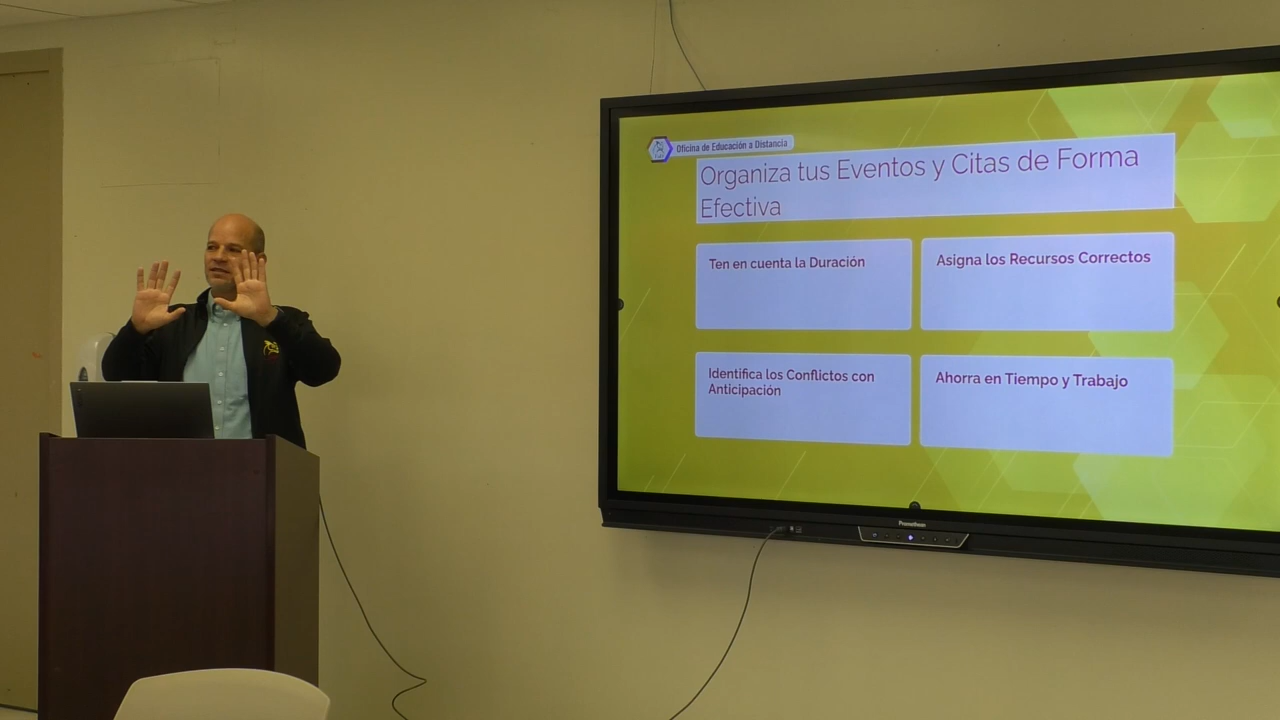 Oficina de Educación a Distancia
Organiza tus Eventos y Citas de Forma
Efectiva
Ten en cuenta la Duración
Asigna los Recursos Correctos
Identifica los Conflictos con
Anticipación
Ahorra en Tiempo y Trabajo
Promethean